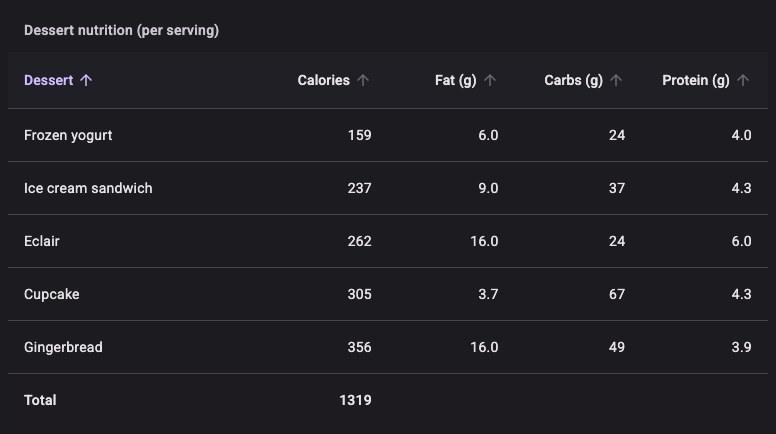 Dessert nutrition (per serving)
Dessert ↑ Calories ↑ Fat (g) ↑ Carbs (g) ↑ Protein (g) ↑
Frozen yogurt 159 6.0 24 4.0
Ice cream sandwich 237 9.0 37 4.3
Eclair 262 16.0 24 6.0
Cupcake 305 3.7 67 4.3
Gingerbread 356 16.0 49 3.9
Total 1319